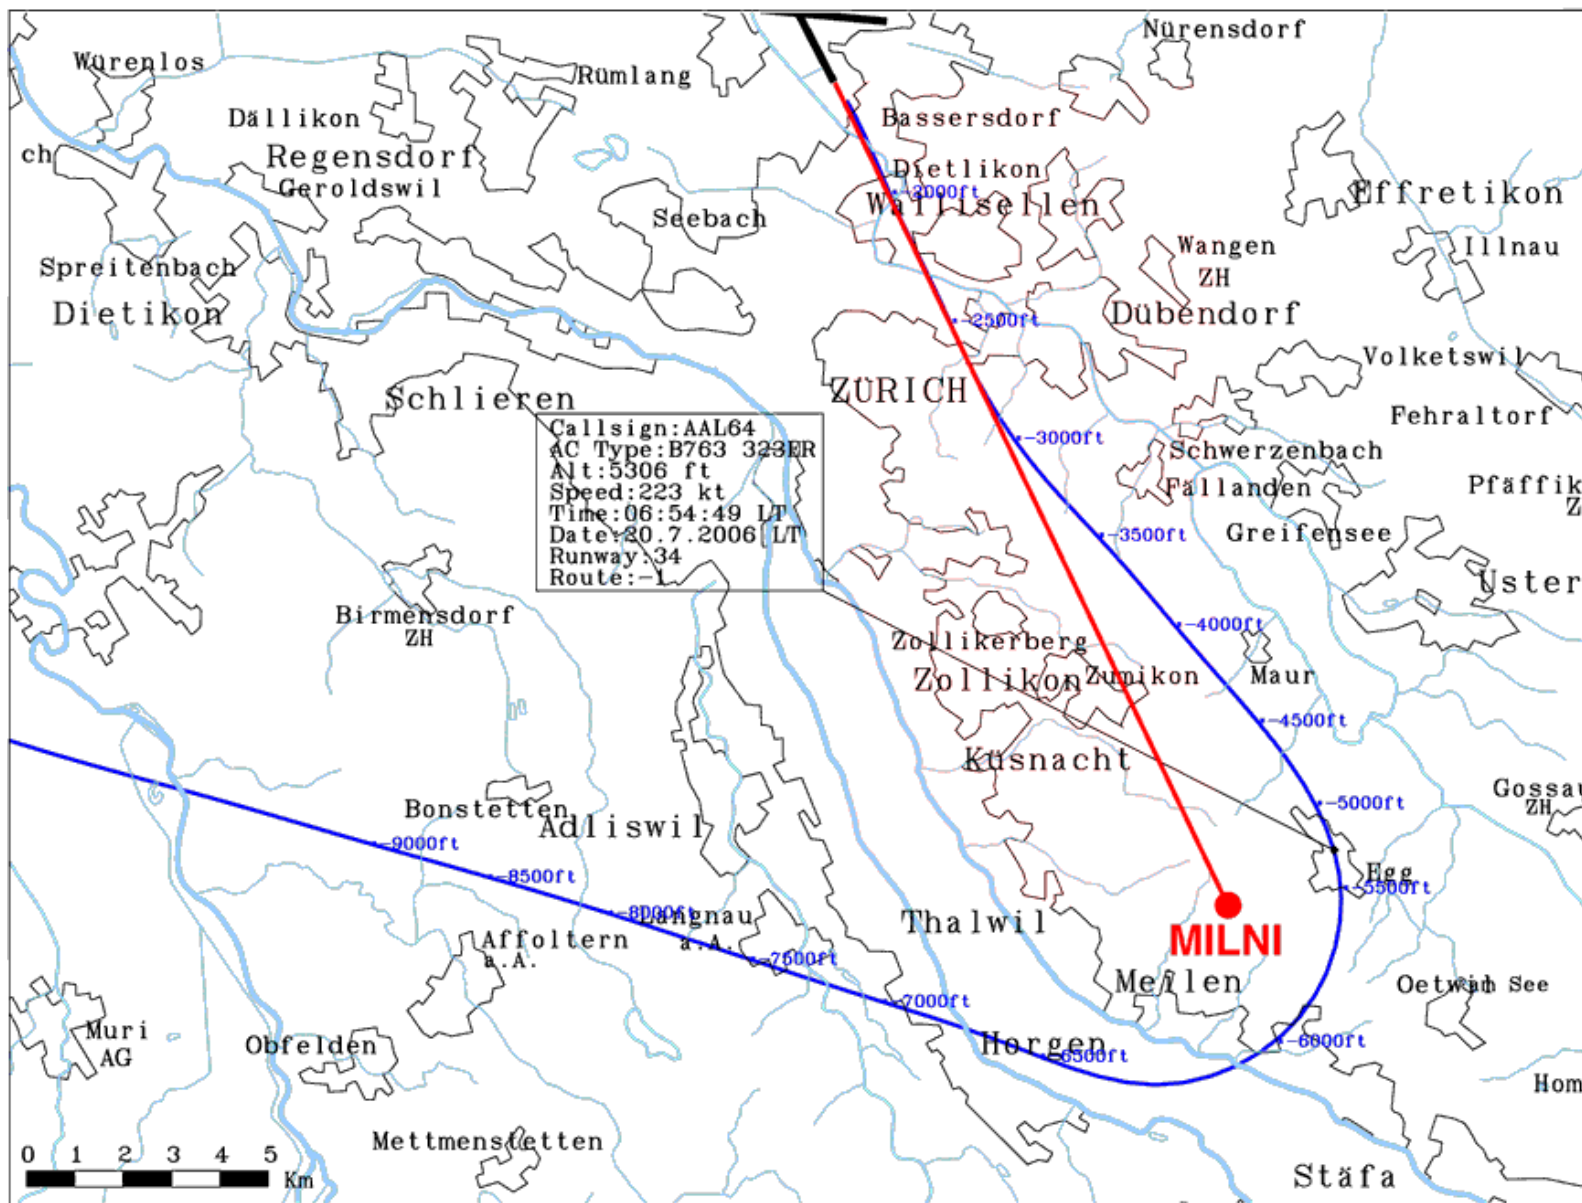 Nürensdorf
Würenlos
Rümlang
Dällikon
Bassersdorf
ch
Regensdorf
Geroldswil
Dietlikon
-2000ft
Wallisellen
Effretikon
Seebach
Wangen
ZH
Illnau
Spreitenbach
Dietikon
Dübendorf
-2500ft
Volketswil
ZÜRICH
Schlieren
Fehraltorf
-3000ft
Schwerzenbach
Callsign:AAL64
AC Type:B763 323ER
Alt:5306 ft
Speed:223 kt
Time:06:54:49 LT
Date:20.7.2006 LT
Runway:34
Route:-1
Fällanden
Pfäffik
Z
-3500ft
Greifensee
Uster
Birmensdorf
ZH
-4000ft
Zollikerberg
Zollikon
Zumikon
Maur
-4500ft
Küsnacht
Gossau
ZH
-5000ft
Bonstetten
Adliswil
-9000ft
-8500ft
Egg
-5500ft
-8000ft
Langnau
a.A.
Thalwil
MILNI
Affoltern
a.A.
-7500ft
Meilen
Oetwil am See
-7000ft
Muri
AG
Obfelden
Horgen
-6500ft
-6000ft
Hom
Mettmenstetten
0 1 2 3 4 5
Km
Stäfa